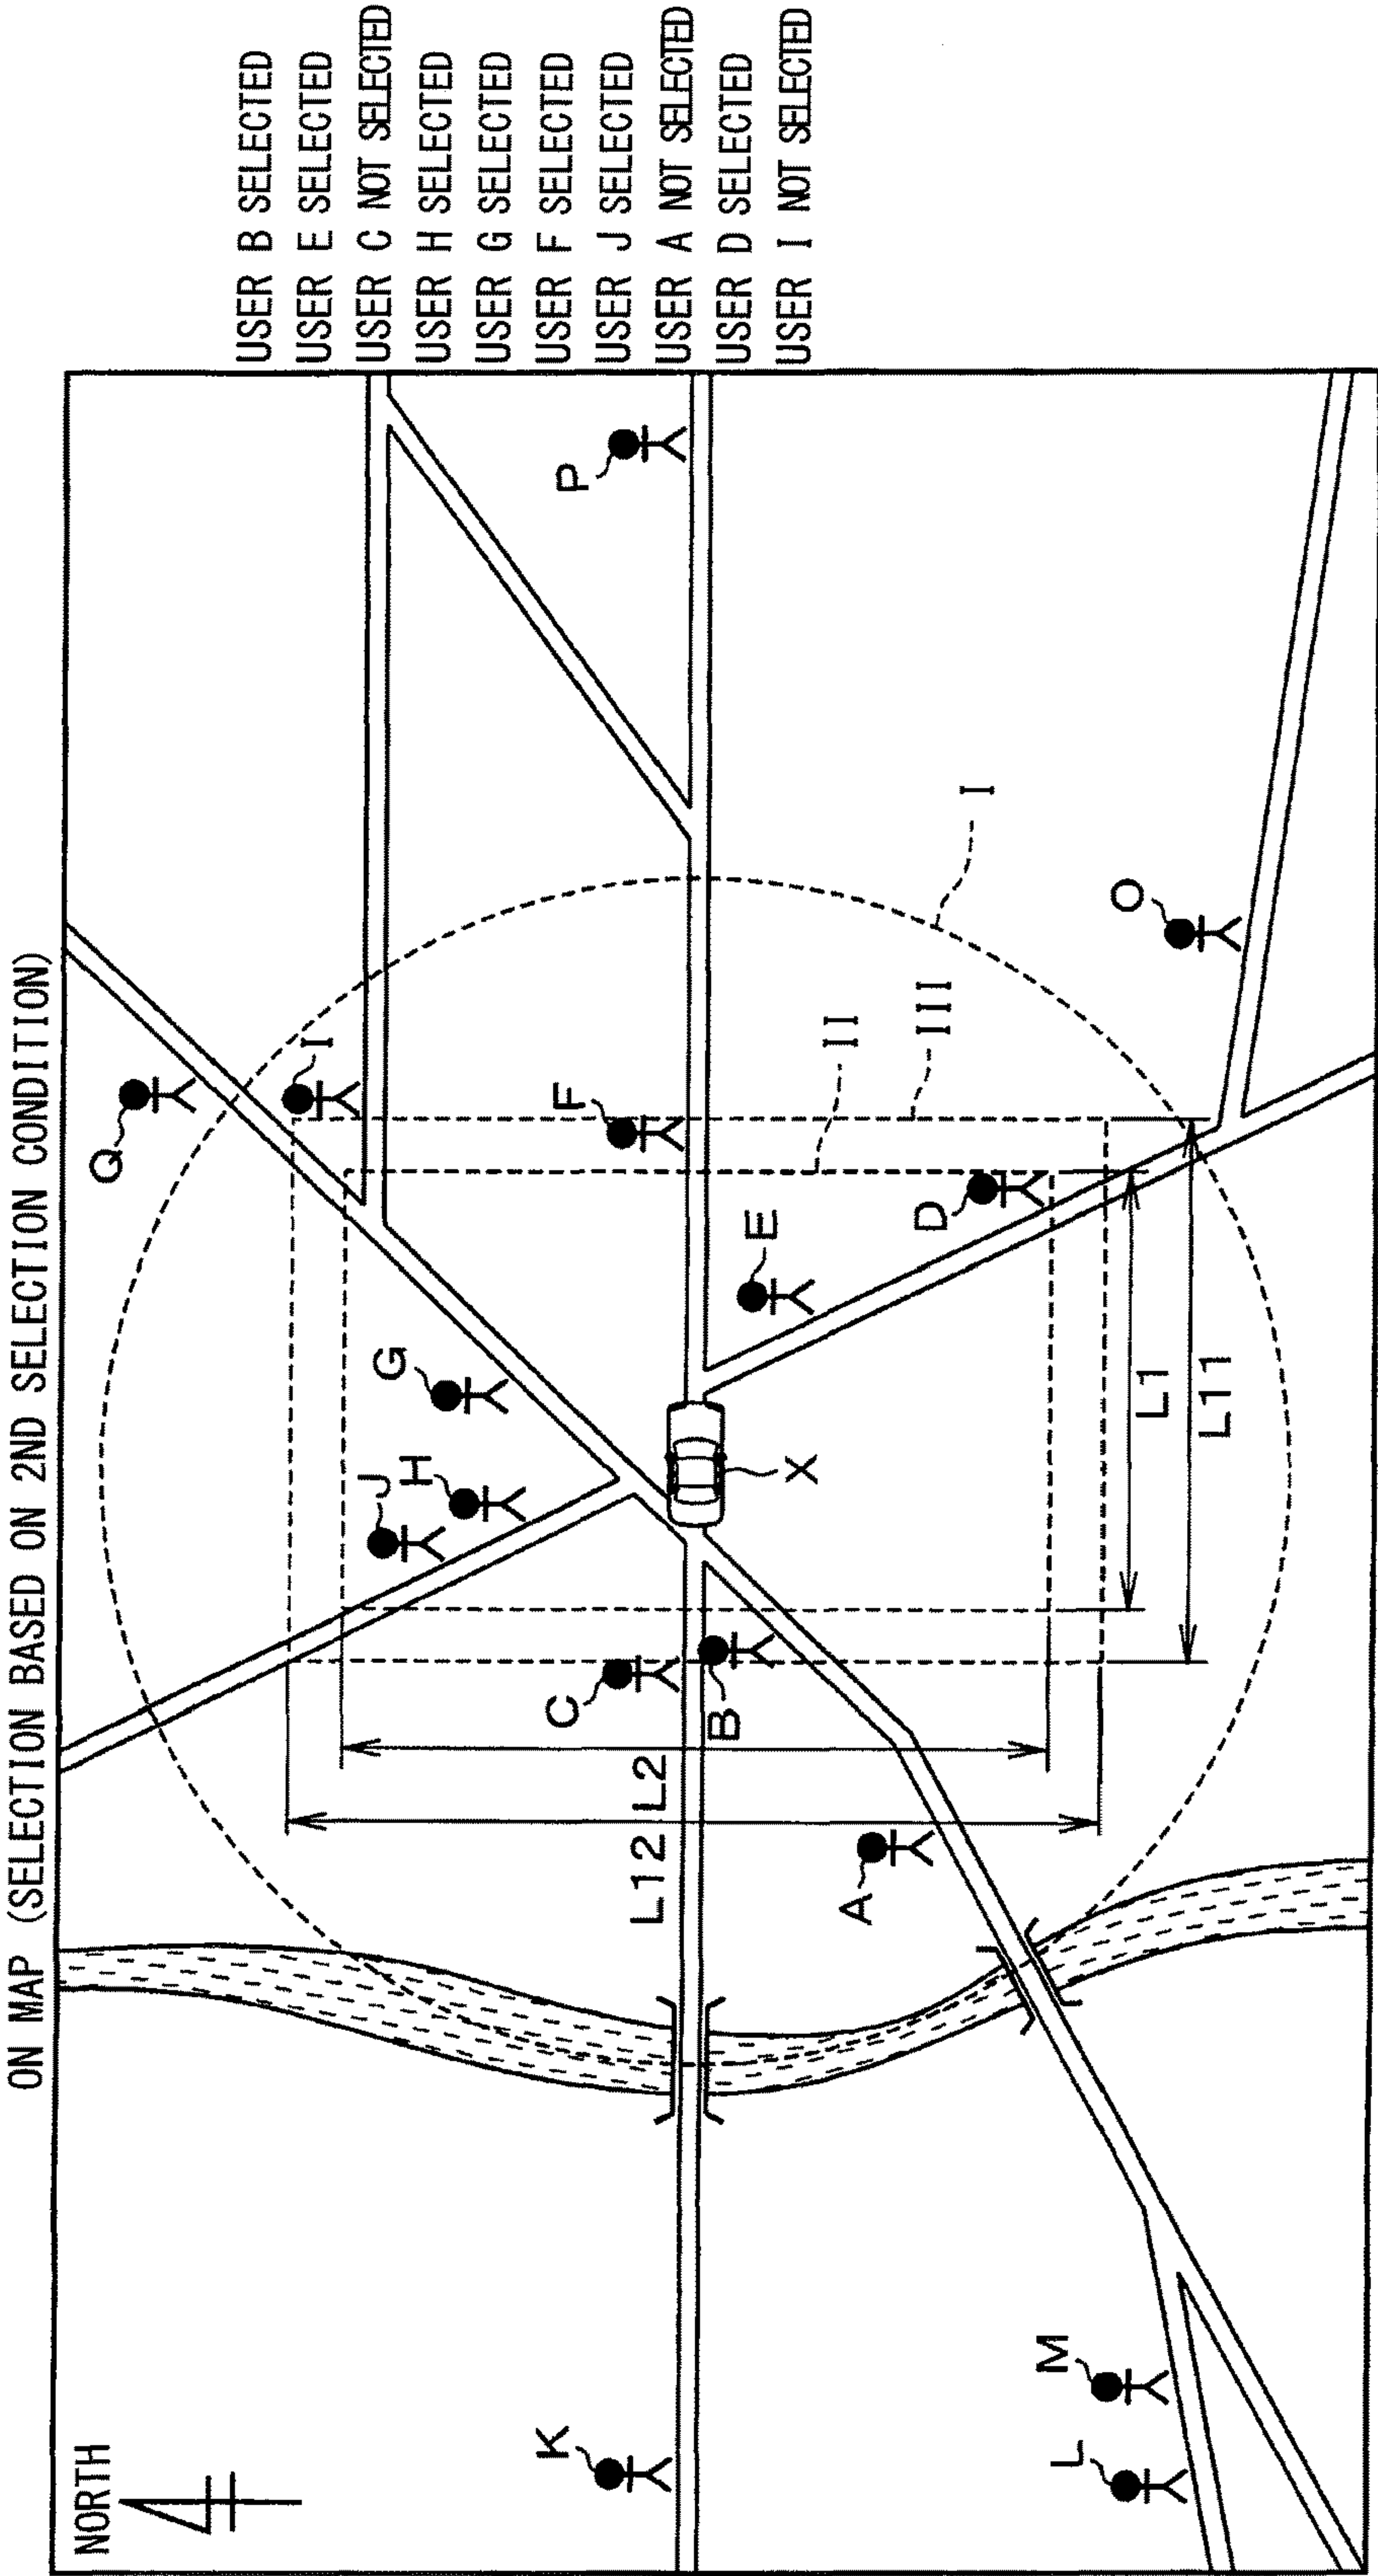 ON MAP (SELECTION BASED ON 2ND SELECTION CONDITION)
NORTH
Q
I
J
H
G
K
C
F
P
I
II
III
L12
L2
B
X
E
D
A
O
L1
L11
M
L
USER B SELECTED
USER E SELECTED
USER C NOT SELECTED
USER H SELECTED
USER G SELECTED
USER F SELECTED
USER J SELECTED
USER A NOT SELECTED
USER D SELECTED
USER I NOT SELECTED